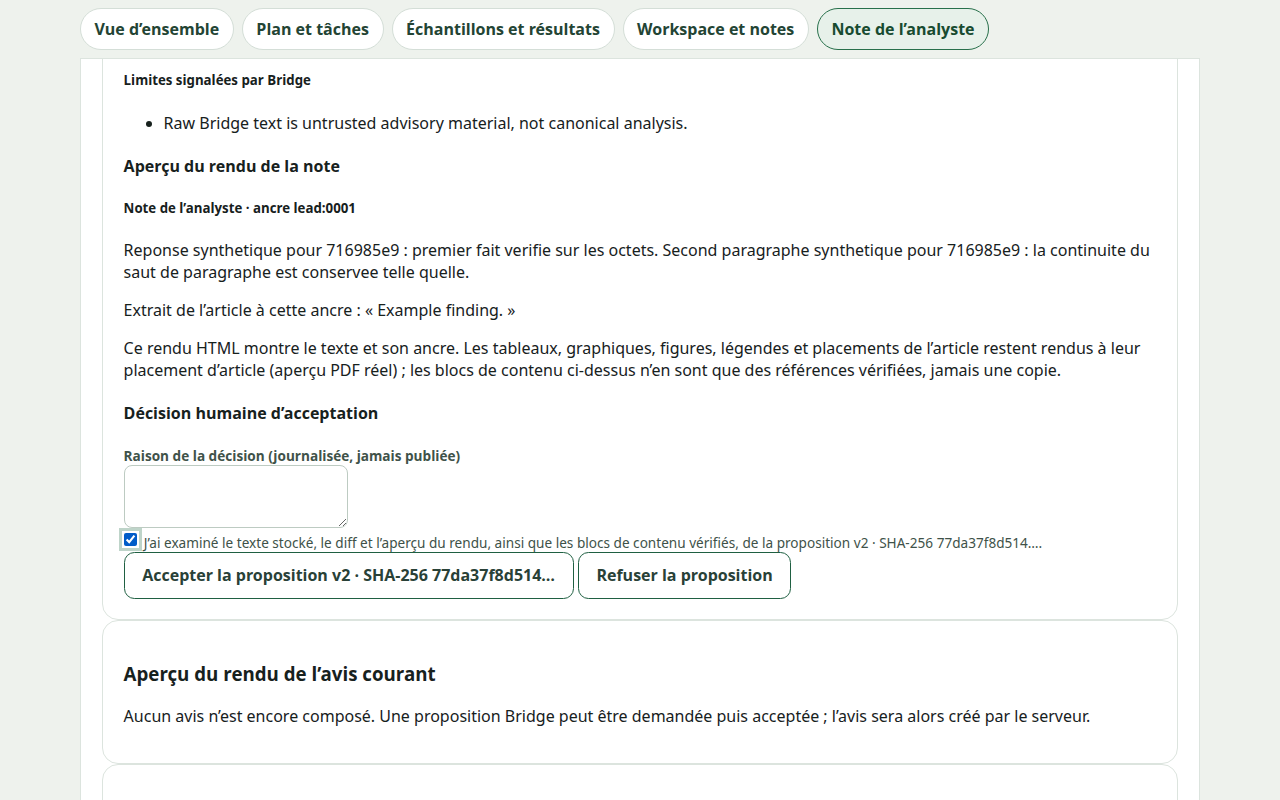 Vue d’ensemble
Plan et tâches
Échantillons et résultats
Workspace et notes
Note de l’analyste
Limites signalées par Bridge
Raw Bridge text is untrusted advisory material, not canonical analysis.
Aperçu du rendu de la note
Note de l’analyste · ancre lead:0001
Reponse synthetique pour 716985e9 : premier fait verifie sur les octets. Second paragraphe synthetique pour 716985e9 : la continuite du
saut de paragraphe est conservee telle quelle.
Extrait de l’article à cette ancre : « Example finding. »
Ce rendu HTML montre le texte et son ancre. Les tableaux, graphiques, figures, légendes et placements de l’article restent rendus à leur
placement d’article (aperçu PDF réel) ; les blocs de contenu ci-dessus n’en sont que des références vérifiées, jamais une copie.
Décision humaine d’acceptation
Raison de la décision (journalisée, jamais publiée)
J’ai examiné le texte stocké, le diff et l’aperçu du rendu, ainsi que les blocs de contenu vérifiés, de la proposition v2 · SHA-256 77da37f8d514….
Accepter la proposition v2 · SHA-256 77da37f8d514…
Refuser la proposition
Aperçu du rendu de l’avis courant
Aucun avis n’est encore composé. Une proposition Bridge peut être demandée puis acceptée ; l’avis sera alors créé par le serveur.